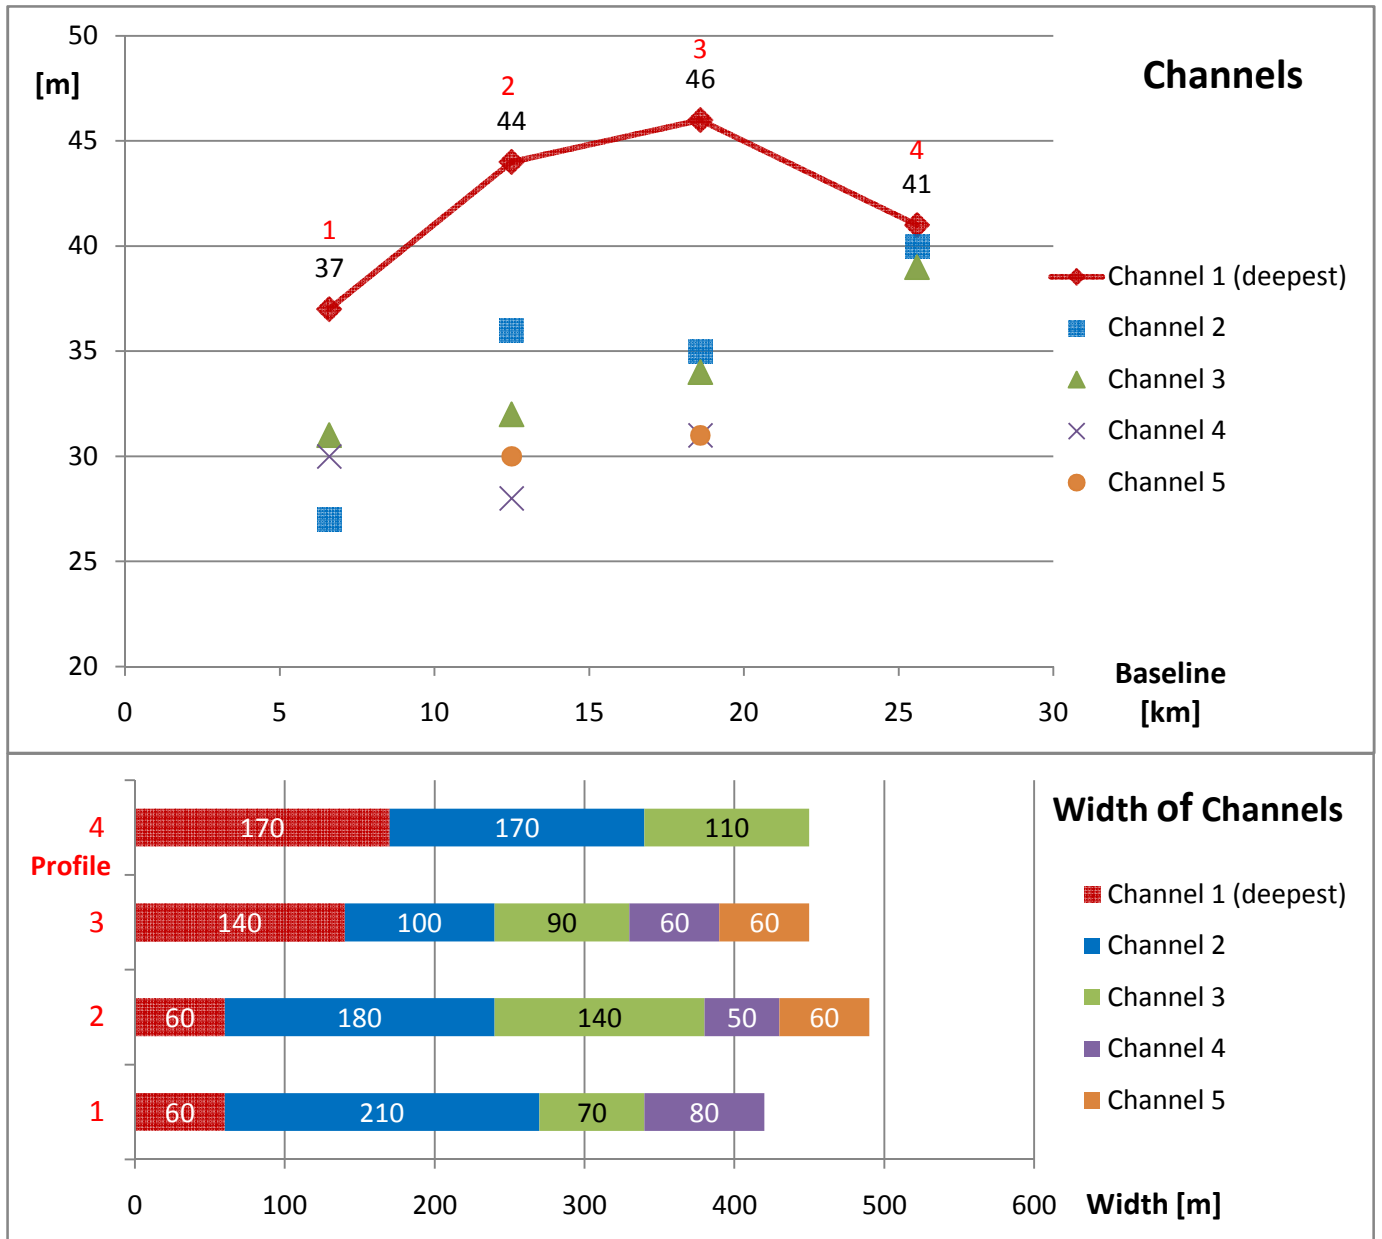 Channels
[m]
50
45
40
35
30
25
20
1
37
2
44
3
46
4
41
Channel 1 (deepest)
Channel 2
Channel 3
Channel 4
Channel 5
0 5 10 15 20 25 30
Baseline
[km]
Width of Channels
4 170 170 110
Profile
3 140 100 90 60 60
2 60 180 140 50 60
1 60 210 70 80
Channel 1 (deepest)
Channel 2
Channel 3
Channel 4
Channel 5
0 100 200 300 400 500 600
Width [m]